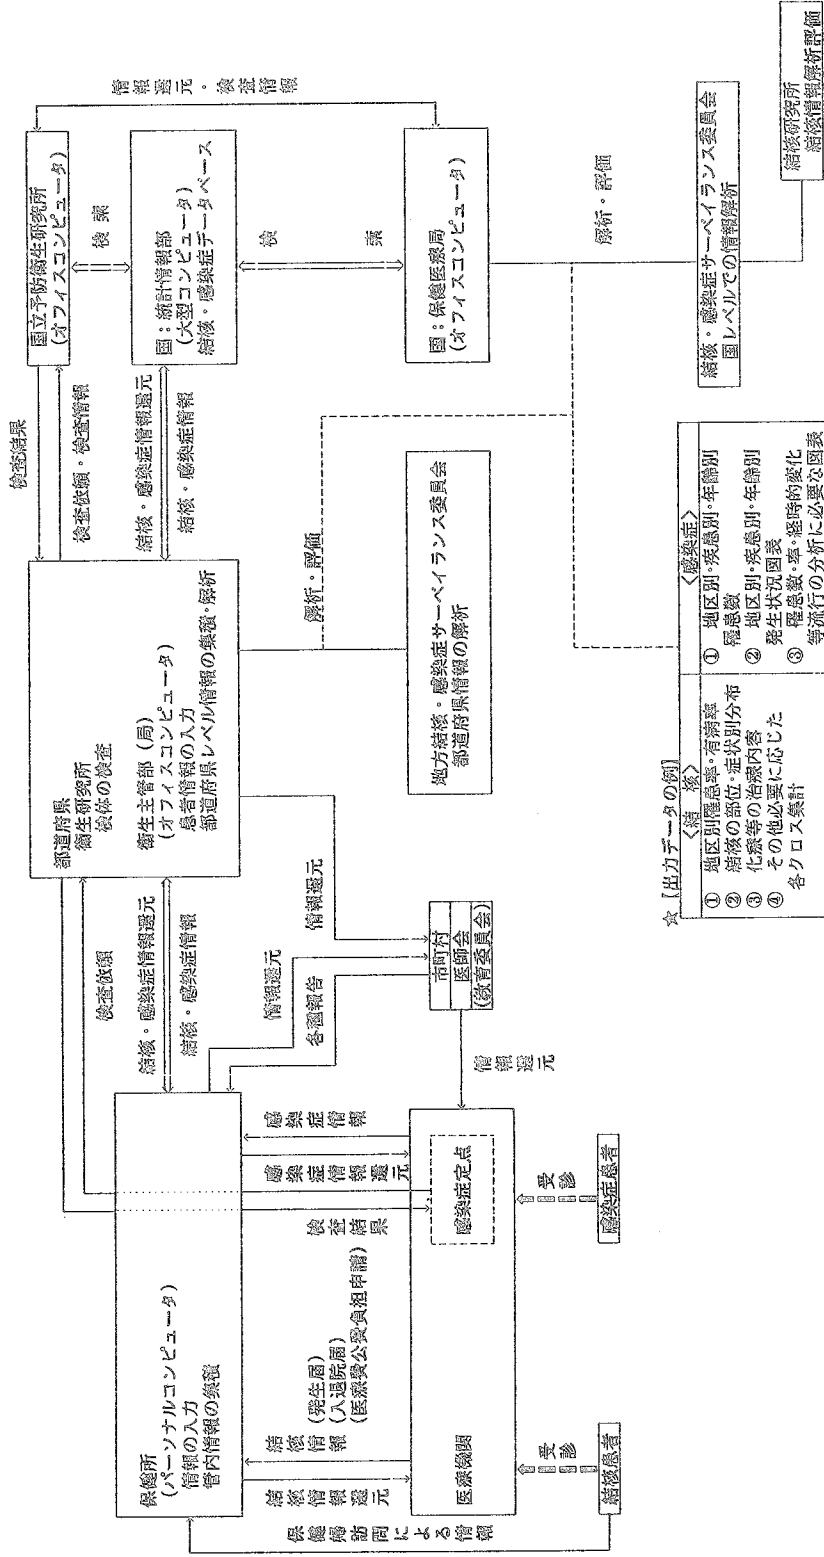 保健所
(パーソナルコンピュータ)
情報の入力
管内情報の集積
結核情報還元
結核情報
(発生届)
(入退院届)
(医療費公費負担申請)
検査結果
感染症情報還元
感染症情報
保健婦訪問による情報
医療機関
感染症定点
受診
受診
結核患者
感染症患者
検査依頼
結核・感染症情報還元
結核・感染症情報
情報還元
各種報告
情報還元
情報還元
市町村
医師会
(教育委員会)
都道府県
衛生研究所
検体の検査
衛生主管部(局)
(オフィスコンピュータ)
患者情報の入力
都道府県レベル情報の集積・解析
解析・評価
地方結核・感染症サーベイランス委員会
都道府県情報の解析
検査結果
検査依頼・検査情報
結核・感染症情報還元
結核・感染症情報
国立予防衛生研究所
(オフィスコンピュータ)
検索
国:統計情報部
(大型コンピュータ)
結核・感染症データベース
検索
国:保健医療局
(オフィスコンピュータ)
情報還元・検査情報
解析・評価
結核・感染症サーベイランス委員会
国レベルでの情報解析
結核研究所
結核情報解析評価
☆ [出力データの例]
<結 核>
① 地区別罹患率・有病率
② 結核の部位・症状別分布
③ 化療等の治療内容
④ その他必要に応じた
各クロス集計
<感染症>
① 地区別・疾患別・年齢別
罹患数
② 地区別・疾患別・年齢別
発生状況図表
③ 罹患数・率・経時的変化
等流行の分析に必要な図表